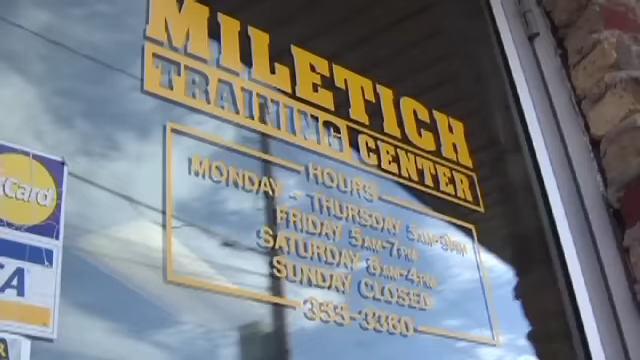 MILETICH
TRAINING CENTER
HOURS
MONDAY - THURSDAY 5AM-9PM
FRIDAY 5AM-7PM
SATURDAY 8AM-4PM
SUNDAY CLOSED
355-3360
card